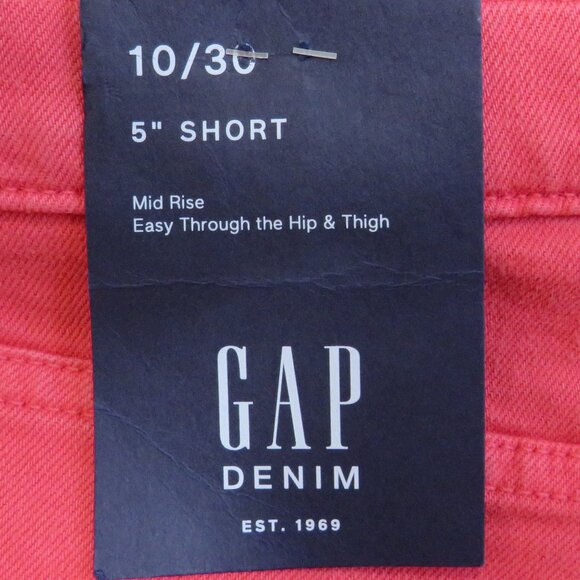 10/30
5" SHORT
Mid Rise
Easy Through the Hip & Thigh
GAP
DENIM
EST. 1969